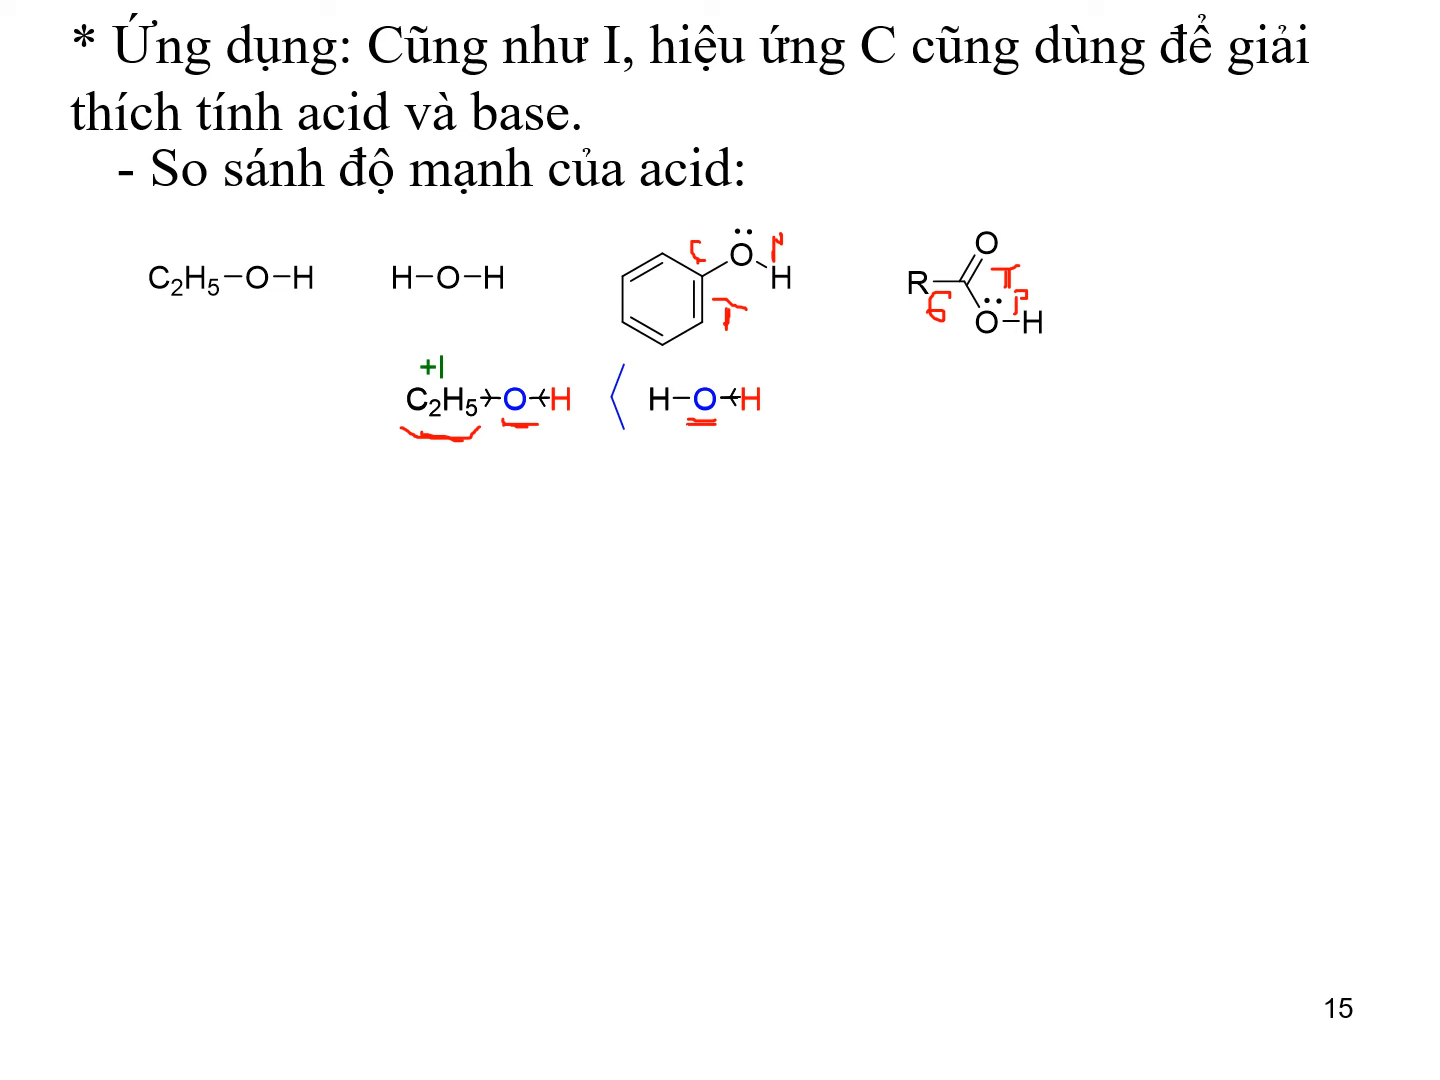 * Ứng dụng: Cũng như I, hiệu ứng C cũng dùng để giải
thích tính acid và base.
- So sánh độ mạnh của acid:
C₂H₅–O–H H–O–H O H R O O–H
π σ π P
+I
C₂H₅ O H < H–O H
15